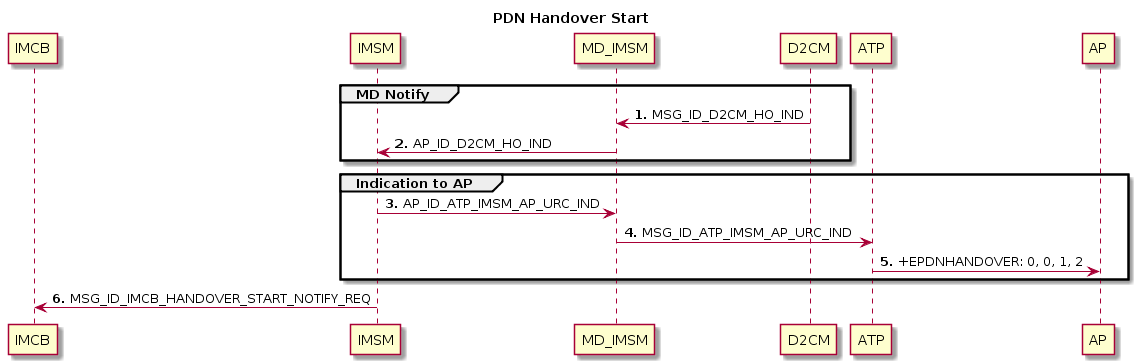 PDN Handover Start
IMCB
IMSM
MD_IMSM
D2CM
ATP
AP
MD Notify
1. MSG_ID_D2CM_HO_IND
2. AP_ID_D2CM_HO_IND
Indication to AP
3. AP_ID_ATP_IMSM_AP_URC_IND
4. MSG_ID_ATP_IMSM_AP_URC_IND
5. +EPDNHANDOVER: 0, 0, 1, 2
6. MSG_ID_IMCB_HANDOVER_START_NOTIFY_REQ
IMCB
IMSM
MD_IMSM
D2CM
ATP
AP